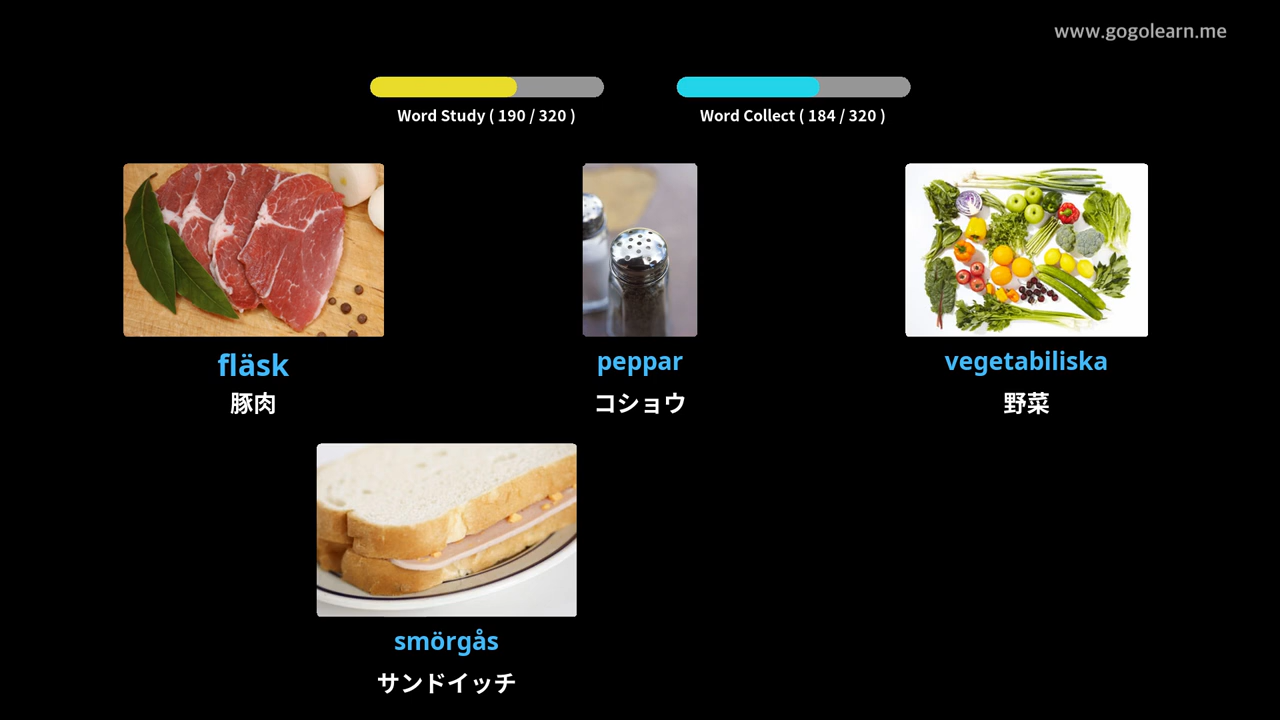 www.gogolearn.me
Word Study ( 190 / 320 )
Word Collect ( 184 / 320 )
fläsk
豚肉
peppar
コショウ
vegetabiliska
野菜
smörgås
サンドイッチ